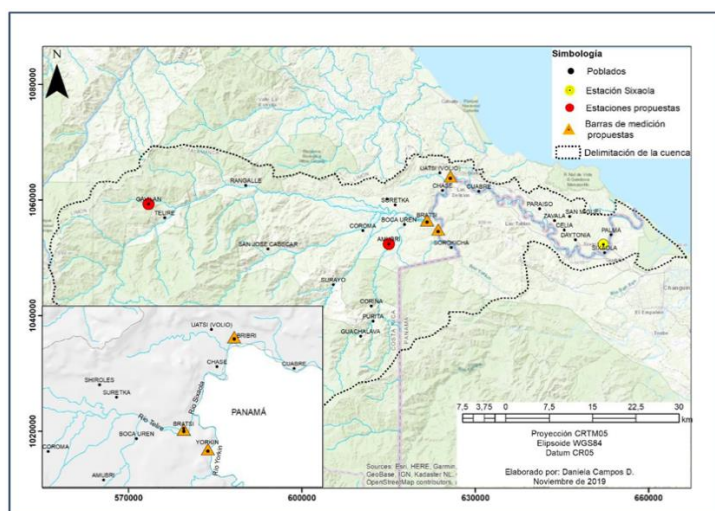 N
Simbología
Poblados
Estación Sixaola
Estaciones propuestas
Barras de medición
propuestas
Delimitación de la cuenca
1080000
1060000
1040000
1020000
570000
600000
630000
660000
UATSI (VOLIO)
RANGALLE
CHASE
CUABRE
TELIRE
SURETKA
BRATSI
BOCA UREN
COROMA
PARAISO
SAN MIGUEL
ZAVALA
CELIA
DAYTONIA
PALMA
SIXAOLA
SAN JOSE CABECAR
AMUBRI
SURAYO
CORINA
PURITA
GUACHALAVA
COSTA RICA
PANAMÁ
UATSI (VOLIO)
BRIBRI
CHASE
CUABRE
SHIROLES
SURETKA
Río Sixaola
PANAMÁ
BRATSI
Río Telire
BOCA UREN
YORKIN
COROMA
Río Yorkin
AMUBRI
7,5 3,75 0 7,5 15 22,5 30
km
Proyección CRTM05
Elipsoide WGS84
Datum CR05
Elaborado por: Daniela Campos D.
Noviembre de 2019
Sources: Esri, HERE, Garmin,
GeoBase, IGN, Kadaster NL,
OpenStreetMap contributors,